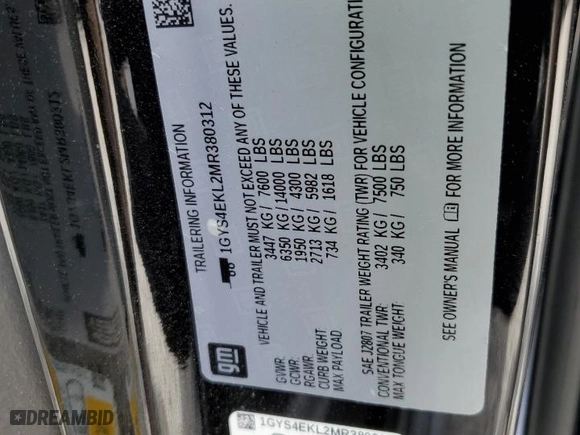 TRAILERING INFORMATION
1GYS4EKL2MR380312
VEHICLE AND TRAILER MUST NOT EXCEED ANY OF THESE VALUES.
gm
GVWR: 3447 KG / 7600 LBS
GCWR: 6350 KG / 14000 LBS
RGAWR: 1950 KG / 4300 LBS
CURB WEIGHT 2713 KG / 5982 LBS
MAX PAYLOAD 734 KG / 1618 LBS
SAE J2807 TRAILER WEIGHT RATING (TWR) FOR VEHICLE
CONVENTIONAL TWR: 3402 KG / 7500 LBS
MAX TONGUE WEIGHT: 340 KG / 750 LBS
SEE OWNER'S MANUAL FOR MORE INFORMATION
1GYS4EKL2MR380
DREAMBID